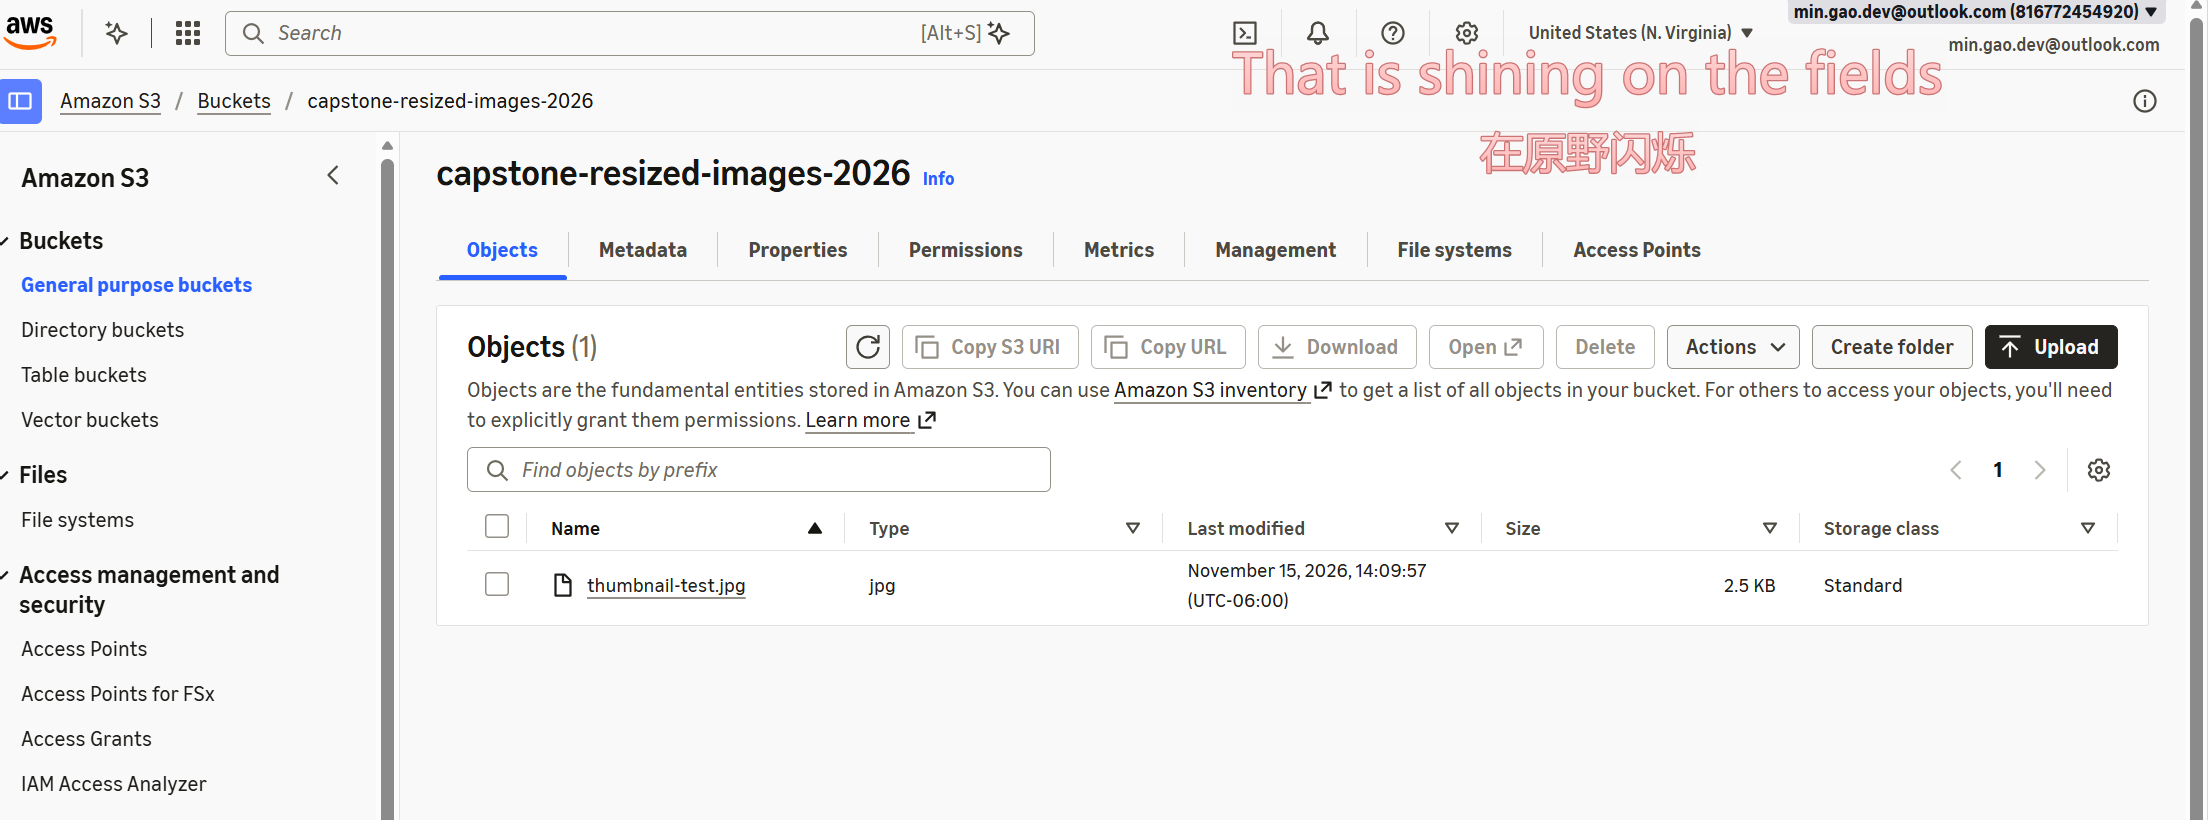 aws
Search
[Alt+S]
United States (N. Virginia)
min.gao.dev@outlook.com (816772454920)
min.gao.dev@outlook.com
That is shining on the fields
在原野闪烁
Amazon S3 / Buckets / capstone-resized-images-2026
Amazon S3
Buckets
General purpose buckets
Directory buckets
Table buckets
Vector buckets
Files
File systems
Access management and
security
Access Points
Access Points for FSx
Access Grants
IAM Access Analyzer
capstone-resized-images-2026 Info
Objects Metadata Properties Permissions Metrics Management File systems Access Points
Objects (1) Copy S3 URI Copy URL Download Open Delete Actions Create folder Upload
Objects are the fundamental entities stored in Amazon S3. You can use Amazon S3 inventory to get a list of all objects in your bucket. For others to access your objects, you'll need
to explicitly grant them permissions. Learn more
Find objects by prefix
1
Name Type Last modified Size Storage class
thumbnail-test.jpg jpg November 15, 2026, 14:09:57 2.5 KB Standard
(UTC-06:00)